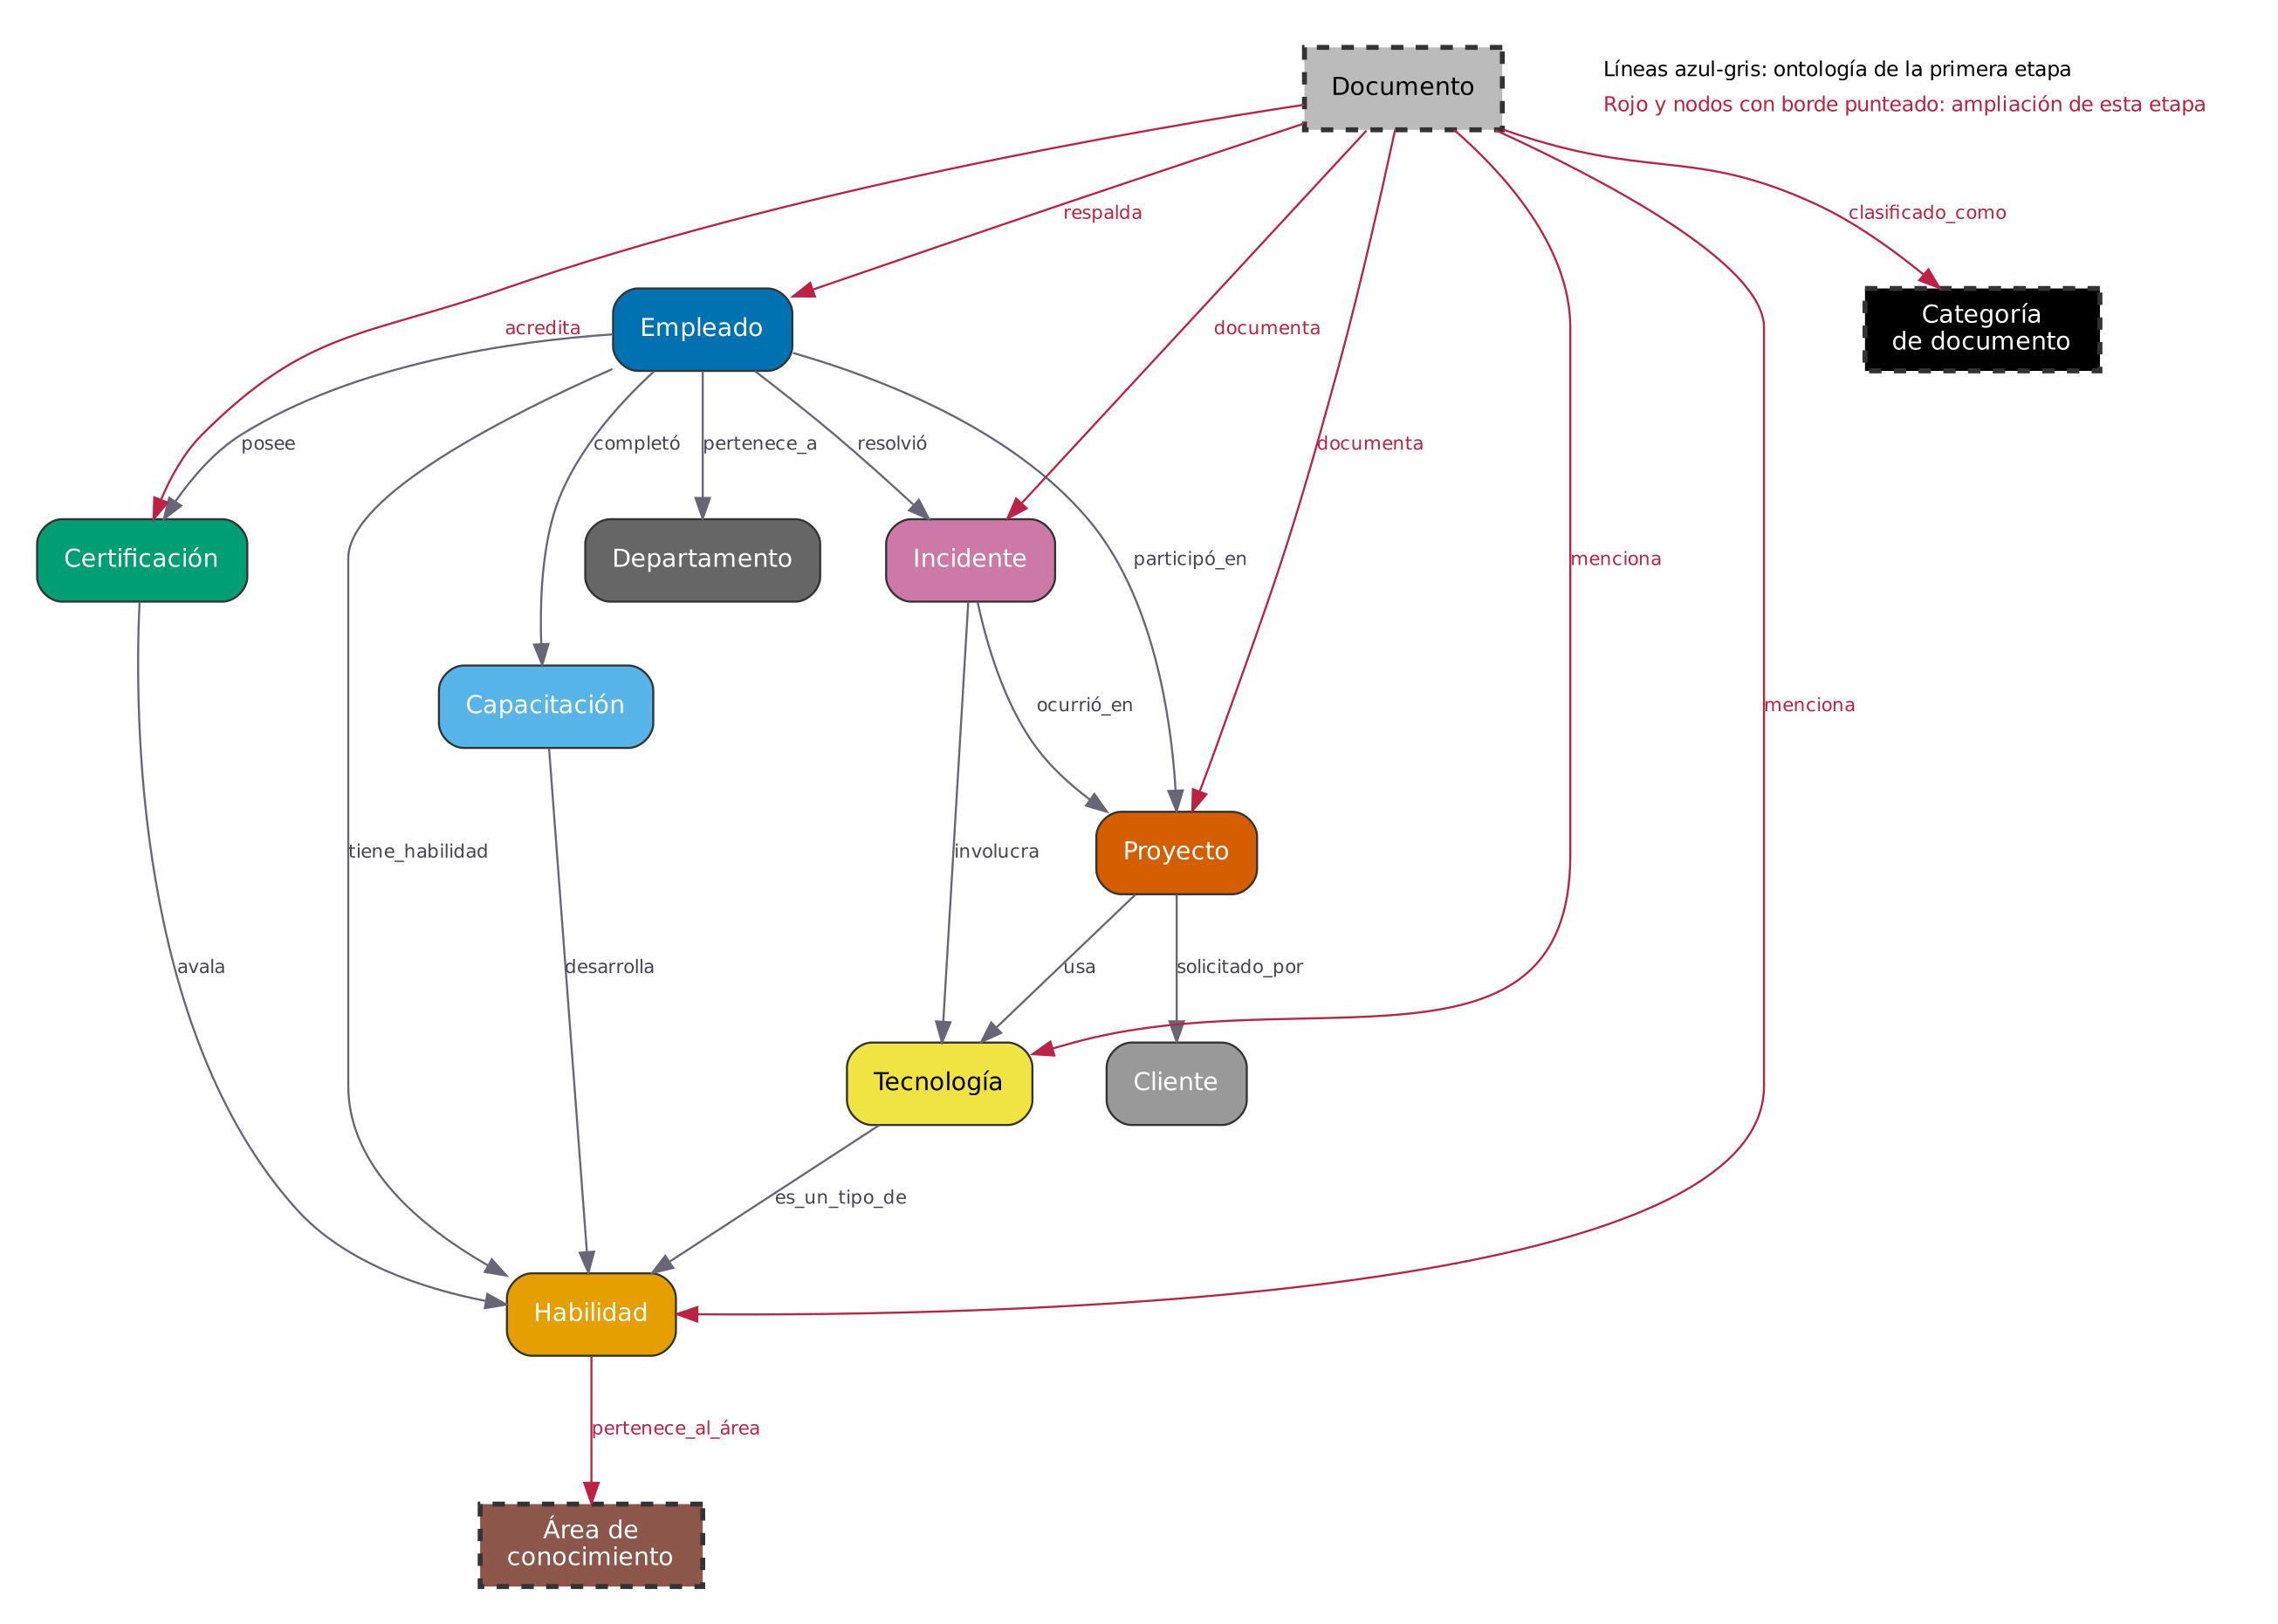 Documento
Líneas azul-gris: ontología de la primera etapa
Rojo y nodos con borde punteado: ampliación de esta etapa
respalda
clasificado_como
acredita
Empleado
documenta
Categoría
de documento
posee
completó
pertenece_a
resolvió
documenta
Certificación
Departamento
Incidente
participó_en
menciona
Capacitación
ocurrió_en
menciona
tiene_habilidad
involucra
Proyecto
avala
desarrolla
usa
solicitado_por
Tecnología
Cliente
es_un_tipo_de
Habilidad
pertenece_al_área
Área de
conocimiento